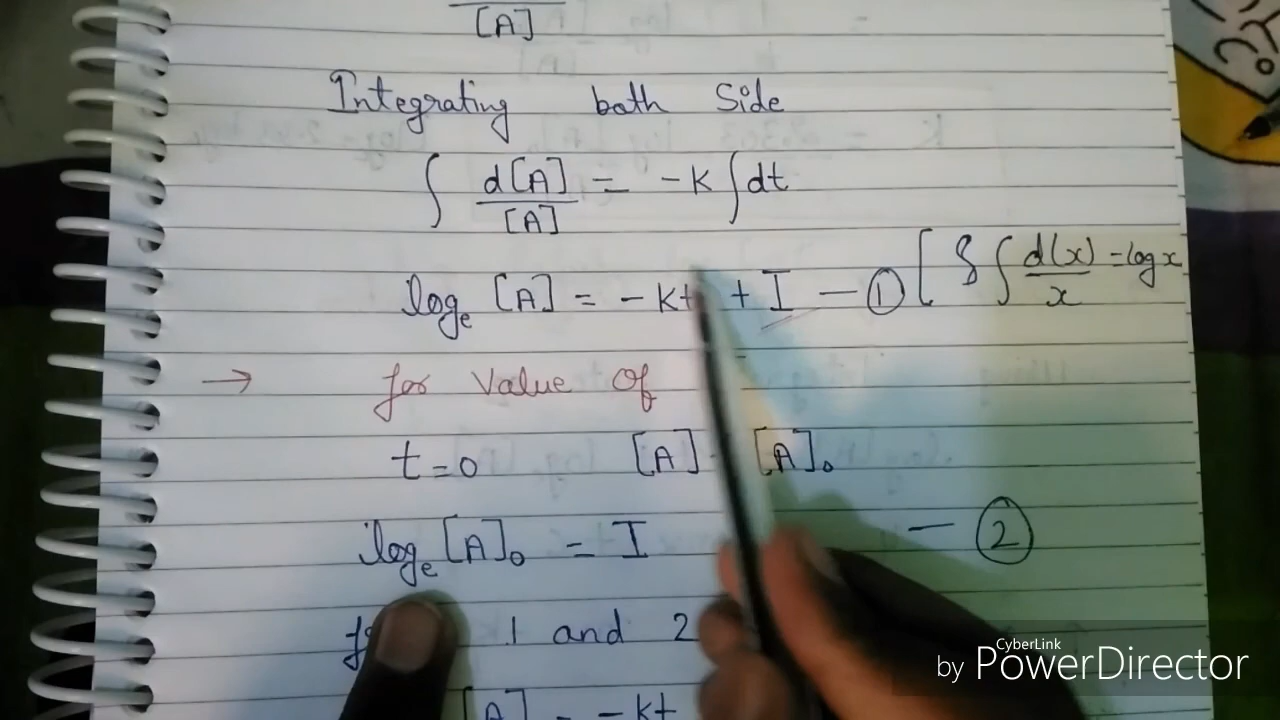 [A]
Integrating both Side
∫ d[A]/[A] = -K ∫dt
logₑ [A] = -Kt + I - ① [ ∫ d(x)/x = log x
→ for Value Of
t=0 [A] [A]₀
logₑ [A]₀ = I - ②
1 and 2
[A] = -Kt
CyberLink
by PowerDirector